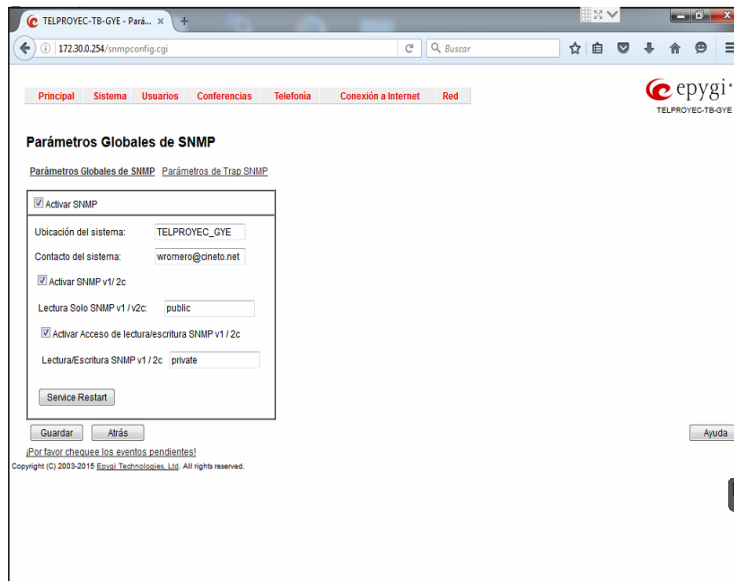 TELPROYEC-TB-GYE - Pará...
172.30.0.254/snmpconfig.cgi
Buscar
Principal Sistema Usuarios Conferencias Telefonia Conexión a Internet Red
epygi
TELPROYEC-TB-GYE
Parámetros Globales de SNMP
Parámetros Globales de SNMP Parámetros de Trap SNMP
Activar SNMP
Ubicación del sistema: TELPROYEC_GYE
Contacto del sistema: wromero@cineto.net
Activar SNMP v1/ 2c
Lectura Solo SNMP v1 / v2c: public
Activar Acceso de lectura/escritura SNMP v1 / 2c
Lectura/Escritura SNMP v1 / 2c private
Service Restart
Guardar Atrás Ayuda
¡Por favor chequee los eventos pendientes!
Copyright (C) 2003-2015 Epygi Technologies, Ltd. All rights reserved.